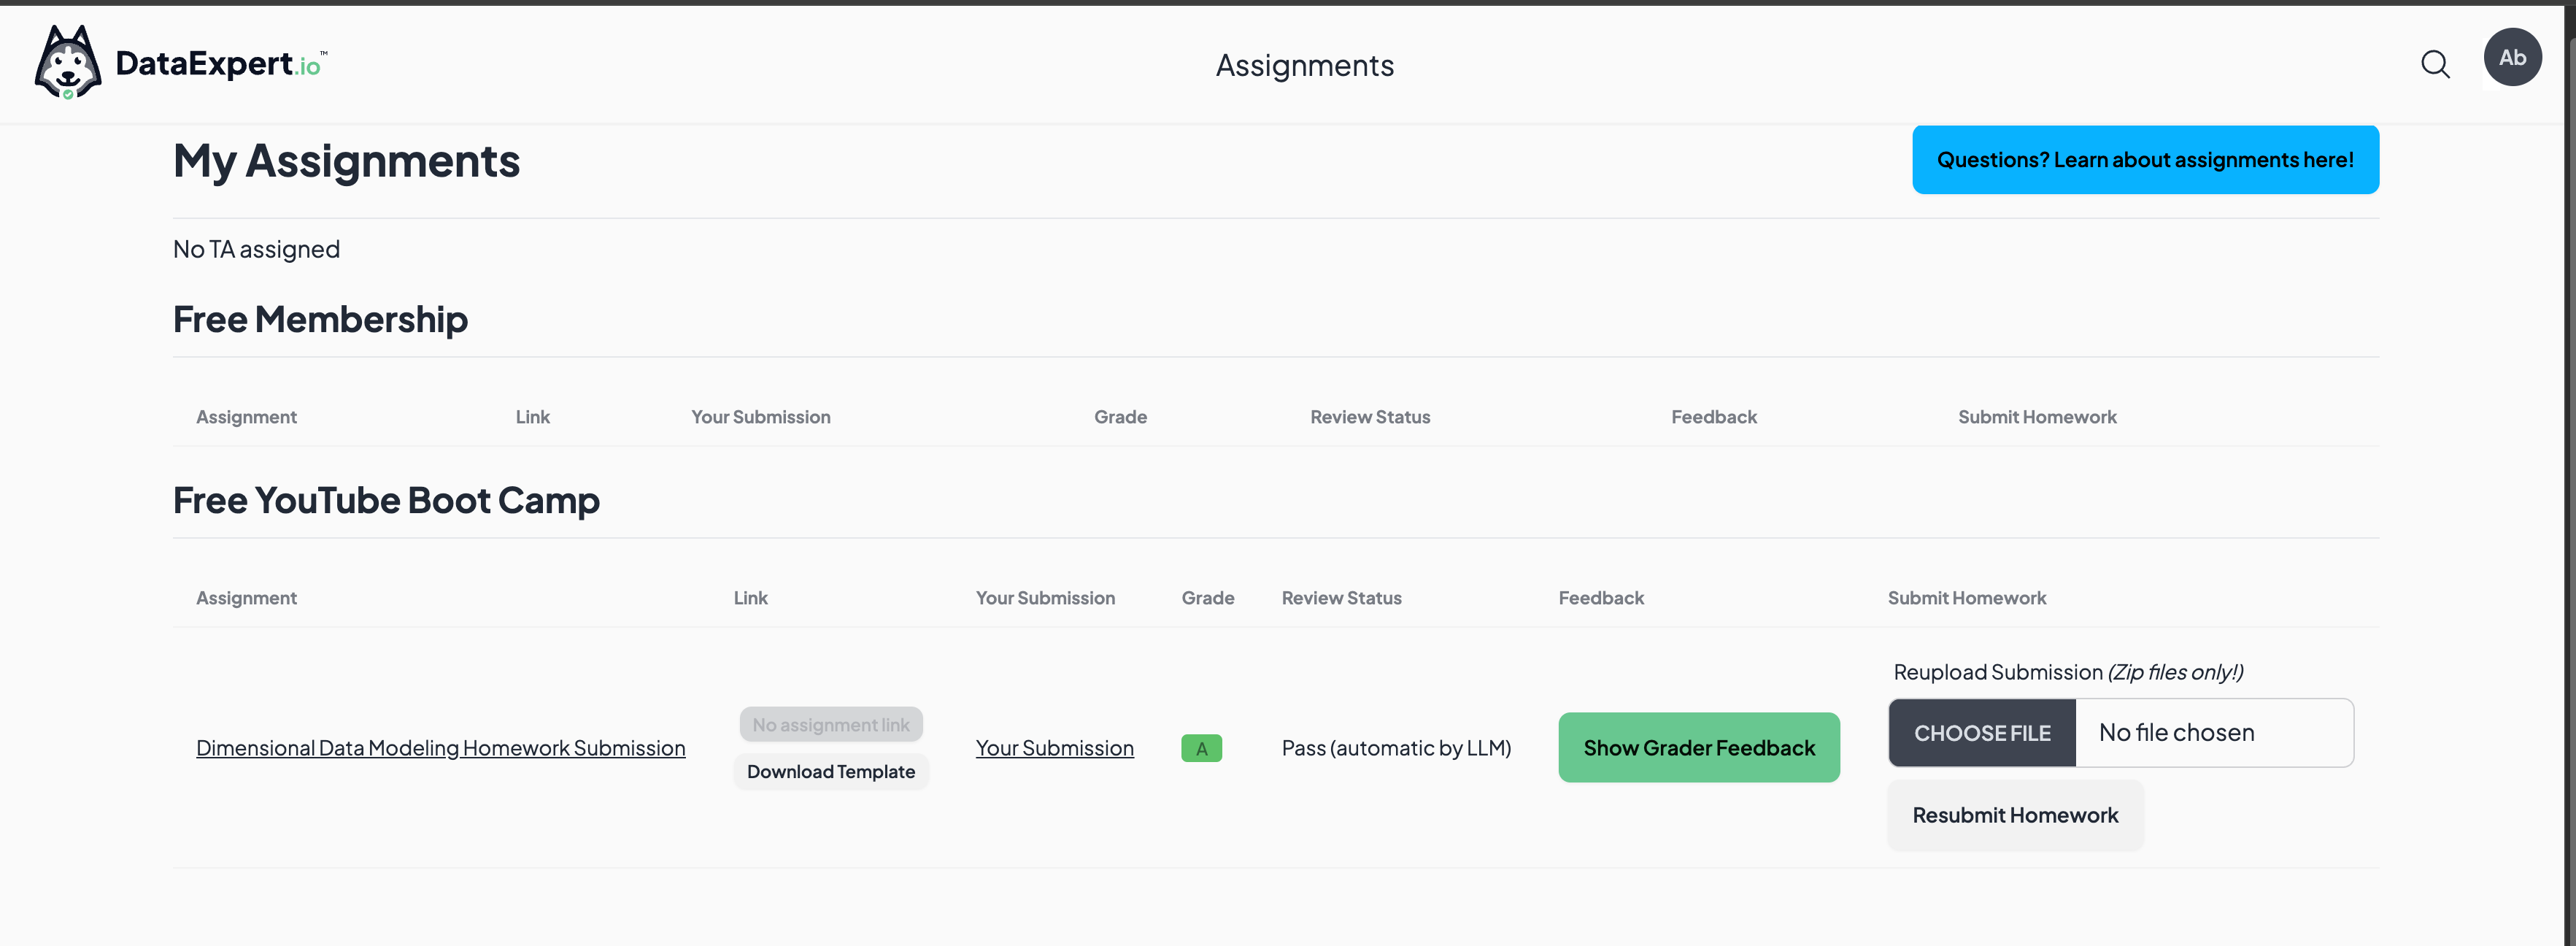 DataExpert.io™
Assignments
Ab
My Assignments
Questions? Learn about assignments here!
No TA assigned
Free Membership
Assignment Link Your Submission Grade Review Status Feedback Submit Homework
Free YouTube Boot Camp
Assignment Link Your Submission Grade Review Status Feedback Submit Homework
Reupload Submission (Zip files only!)
No assignment link
CHOOSE FILE No file chosen
Dimensional Data Modeling Homework Submission Your Submission A Pass (automatic by LLM) Show Grader Feedback
Download Template
Resubmit Homework